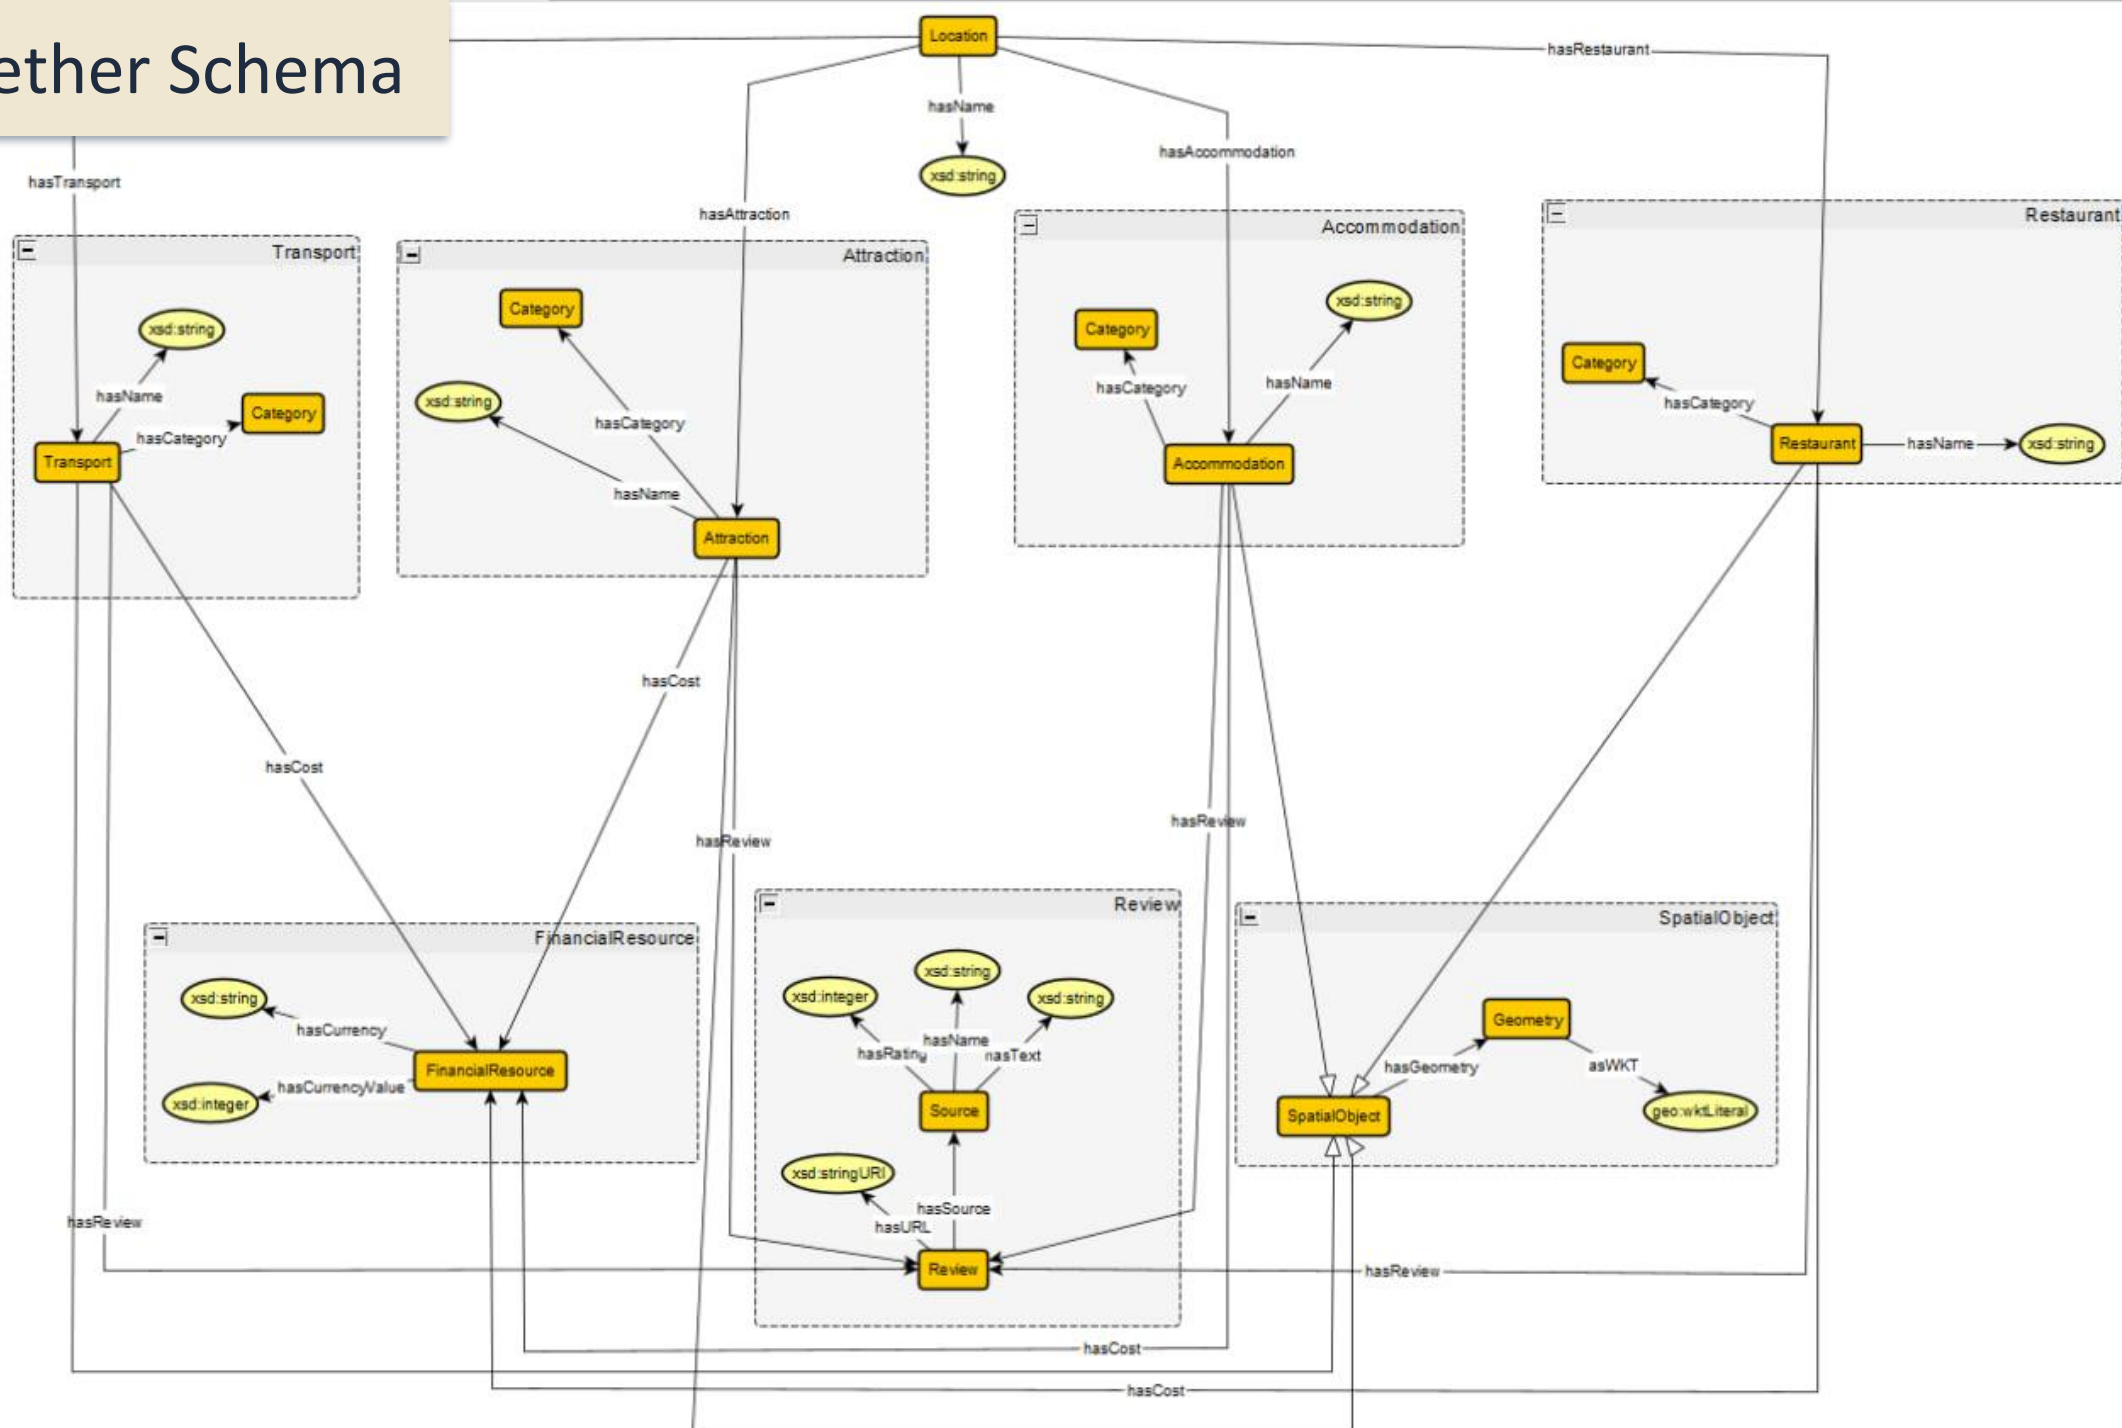 ether Schema
Location
hasRestaurant
hasName
hasAccommodation
xsd:string
hasTransport
hasAttraction
Transport
Attraction
Accommodation
Restaurant
xsd:string
hasName
Category
hasCategory
Transport
Category
xsd:string
hasCategory
hasName
Attraction
xsd:string
Category
hasCategory
hasName
Accommodation
Category
hasCategory
Restaurant
hasName
xsd:string
hasCost
hasCost
hasReview
hasReview
FinancialResource
xsd:string
hasCurrency
FinancialResource
hasCurrencyValue
xsd:integer
Review
xsd:string
xsd:integer
xsd:string
hasName
hasRating
hasText
Source
xsd:stringURI
hasSource
hasURL
Review
SpatialObject
Geometry
hasGeometry
asWKT
SpatialObject
geo:wktLiteral
hasReview
hasReview
hasCost
hasCost